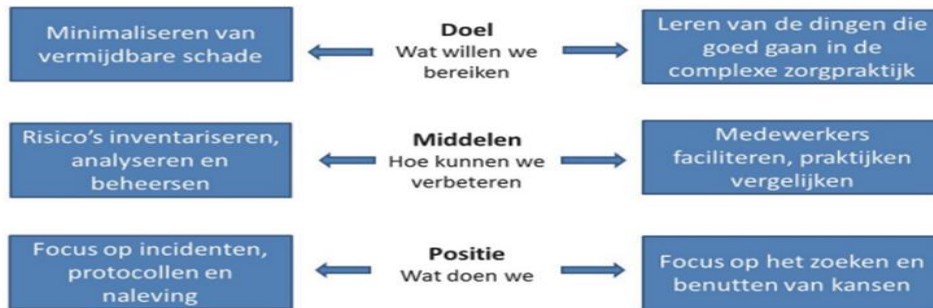 Minimaliseren van
vermijdbare schade
Doel
Wat willen we
bereiken
Leren van de dingen die
goed gaan in de
complexe zorgpraktijk
Risico's inventariseren,
analyseren en
beheersen
Middelen
Hoe kunnen we
verbeteren
Medewerkers
faciliteren, praktijken
vergelijken
Focus op incidenten,
protocollen en
naleving
Positie
Wat doen we
Focus op het zoeken en
benutten van kansen